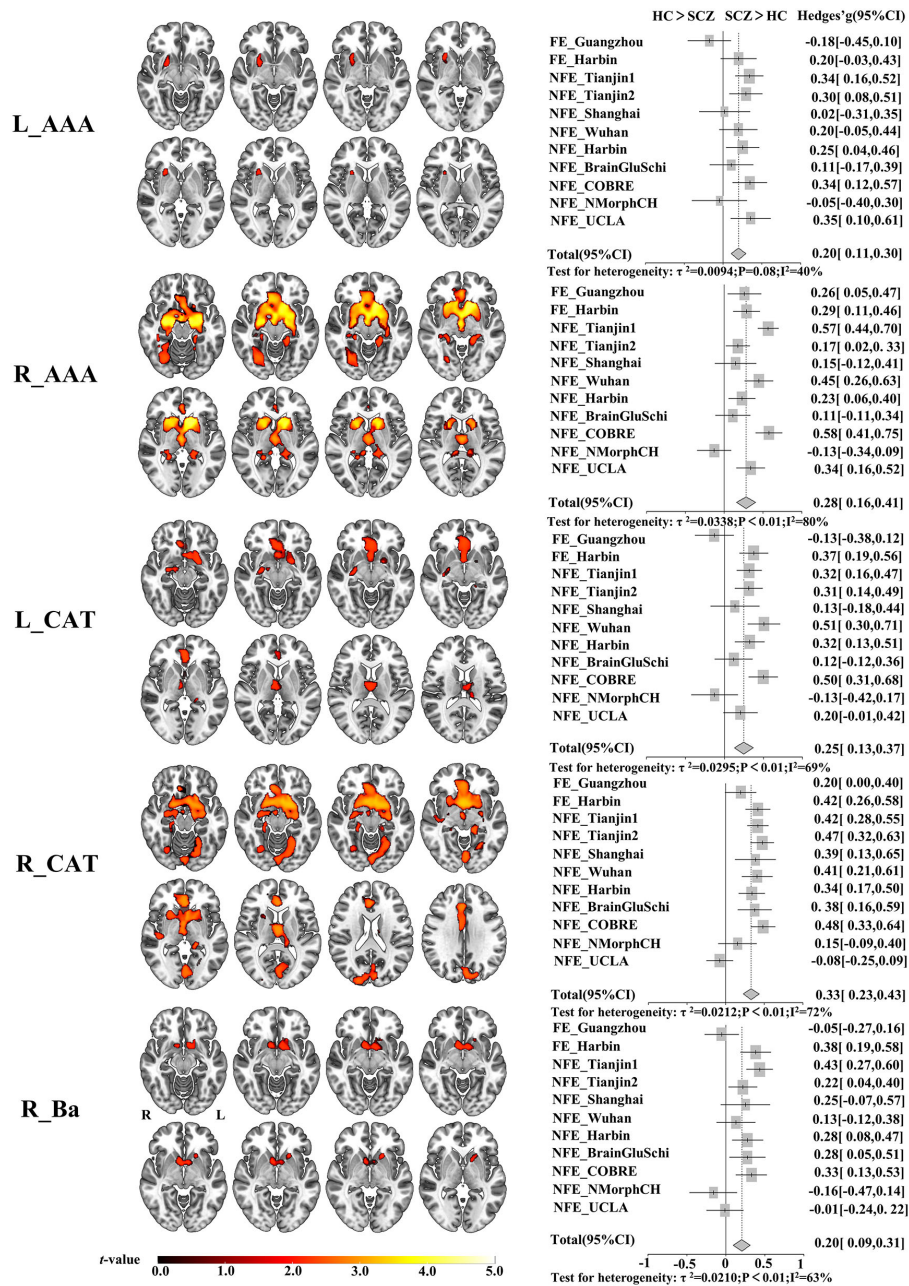 HC > SCZ SCZ > HC Hedges'g(95%CI)
L_AAA
FE_Guangzhou -0.18[-0.45,0.10]
FE_Harbin 0.20[-0.03,0.43]
NFE_Tianjin1 0.34[ 0.16,0.52]
NFE_Tianjin2 0.30[ 0.08,0.51]
NFE_Shanghai 0.02[-0.31,0.35]
NFE_Wuhan 0.20[-0.05,0.44]
NFE_Harbin 0.25[ 0.04,0.46]
NFE_BrainGluSchi 0.11[-0.17,0.39]
NFE_COBRE 0.34[ 0.12,0.57]
NFE_NMorphCH -0.05[-0.40,0.30]
NFE_UCLA 0.35[ 0.10,0.61]
Total(95%CI) 0.20[ 0.11,0.30]
Test for heterogeneity: τ ²=0.0094;P=0.08;I²=40%
R_AAA
FE_Guangzhou 0.26[ 0.05,0.47]
FE_Harbin 0.29[ 0.11,0.46]
NFE_Tianjin1 0.57[ 0.44,0.70]
NFE_Tianjin2 0.17[ 0.02, 0.33]
NFE_Shanghai 0.15[-0.12,0.41]
NFE_Wuhan 0.45[ 0.26,0.63]
NFE_Harbin 0.23[ 0.06,0.40]
NFE_BrainGluSchi 0.11[-0.11,0.34]
NFE_COBRE 0.58[ 0.41,0.75]
NFE_NMorphCH -0.13[-0.34,0.09]
NFE_UCLA 0.34[ 0.16,0.52]
Total(95%CI) 0.28[ 0.16,0.41]
Test for heterogeneity: τ ²=0.0338;P < 0.01;I²=80%
L_CAT
FE_Guangzhou -0.13[-0.38,0.12]
FE_Harbin 0.37[ 0.19,0.56]
NFE_Tianjin1 0.32[ 0.16,0.47]
NFE_Tianjin2 0.31[ 0.14,0.49]
NFE_Shanghai 0.13[-0.18,0.44]
NFE_Wuhan 0.51[ 0.30,0.71]
NFE_Harbin 0.32[ 0.13,0.51]
NFE_BrainGluSchi 0.12[-0.12,0.36]
NFE_COBRE 0.50[ 0.31,0.68]
NFE_NMorphCH -0.13[-0.42,0.17]
NFE_UCLA 0.20[-0.01,0.42]
Total(95%CI) 0.25[ 0.13,0.37]
Test for heterogeneity: τ ²=0.0295;P < 0.01;I²=69%
R_CAT
FE_Guangzhou 0.20[ 0.00,0.40]
FE_Harbin 0.42[ 0.26,0.58]
NFE_Tianjin1 0.42[ 0.28,0.55]
NFE_Tianjin2 0.47[ 0.32,0.63]
NFE_Shanghai 0.39[ 0.13,0.65]
NFE_Wuhan 0.41[ 0.21,0.61]
NFE_Harbin 0.34[ 0.17,0.50]
NFE_BrainGluSchi 0. 38[ 0.16,0.59]
NFE_COBRE 0.48[ 0.33,0.64]
NFE_NMorphCH 0.15[-0.09,0.40]
NFE_UCLA -0.08[-0.25,0.09]
Total(95%CI) 0.33[ 0.23,0.43]
Test for heterogeneity: τ ²=0.0212;P < 0.01;I²=72%
R_Ba
R L
FE_Guangzhou -0.05[-0.27,0.16]
FE_Harbin 0.38[ 0.19,0.58]
NFE_Tianjin1 0.43[ 0.27,0.60]
NFE_Tianjin2 0.22[ 0.04,0.40]
NFE_Shanghai 0.25[-0.07,0.57]
NFE_Wuhan 0.13[-0.12,0.38]
NFE_Harbin 0.28[ 0.08,0.47]
NFE_BrainGluSchi 0.28[ 0.05,0.51]
NFE_COBRE 0.33[ 0.13,0.53]
NFE_NMorphCH -0.16[-0.47,0.14]
NFE_UCLA -0.01[-0.24,0. 22]
Total(95%CI) 0.20[ 0.09,0.31]
-1 -0.5 0 0.5 1
Test for heterogeneity: τ ²=0.0210;P < 0.01;I²=63%
t-value
0.0 1.0 2.0 3.0 4.0 5.0